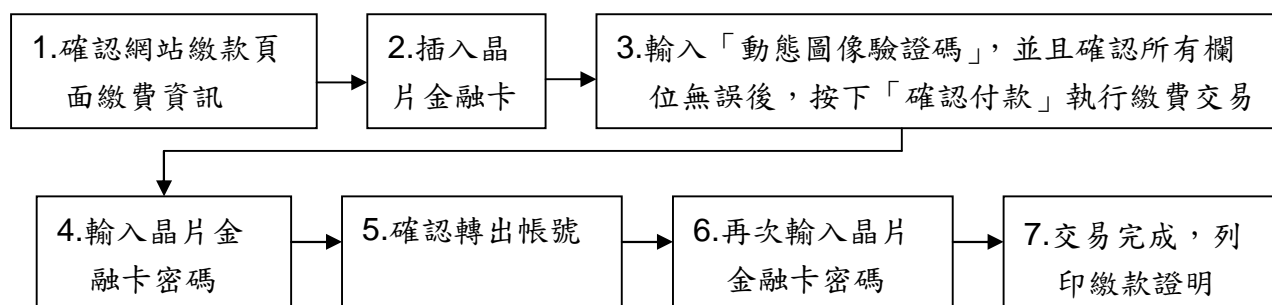 1.確認網站繳款頁
面繳費資訊
2.插入晶
片金融卡
3.輸入「動態圖像驗證碼」，並且確認所有欄
位無誤後，按下「確認付款」執行繳費交易
4.輸入晶片金
融卡密碼
5.確認轉出帳號
6.再次輸入晶片
金融卡密碼
7.交易完成，列
印繳款證明